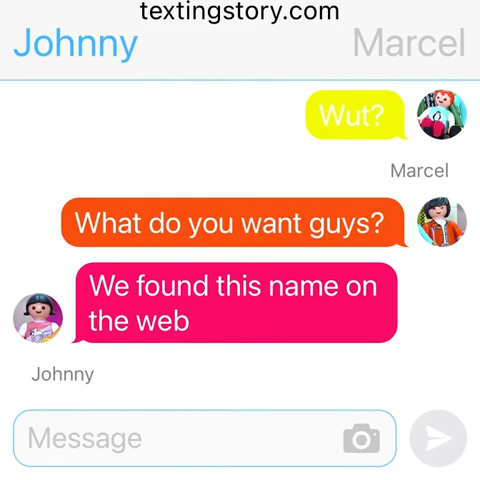 textingstory.com
Johnny
Marcel
Wut?
Marcel
What do you want guys?
We found this name on
the web
Johnny
Message